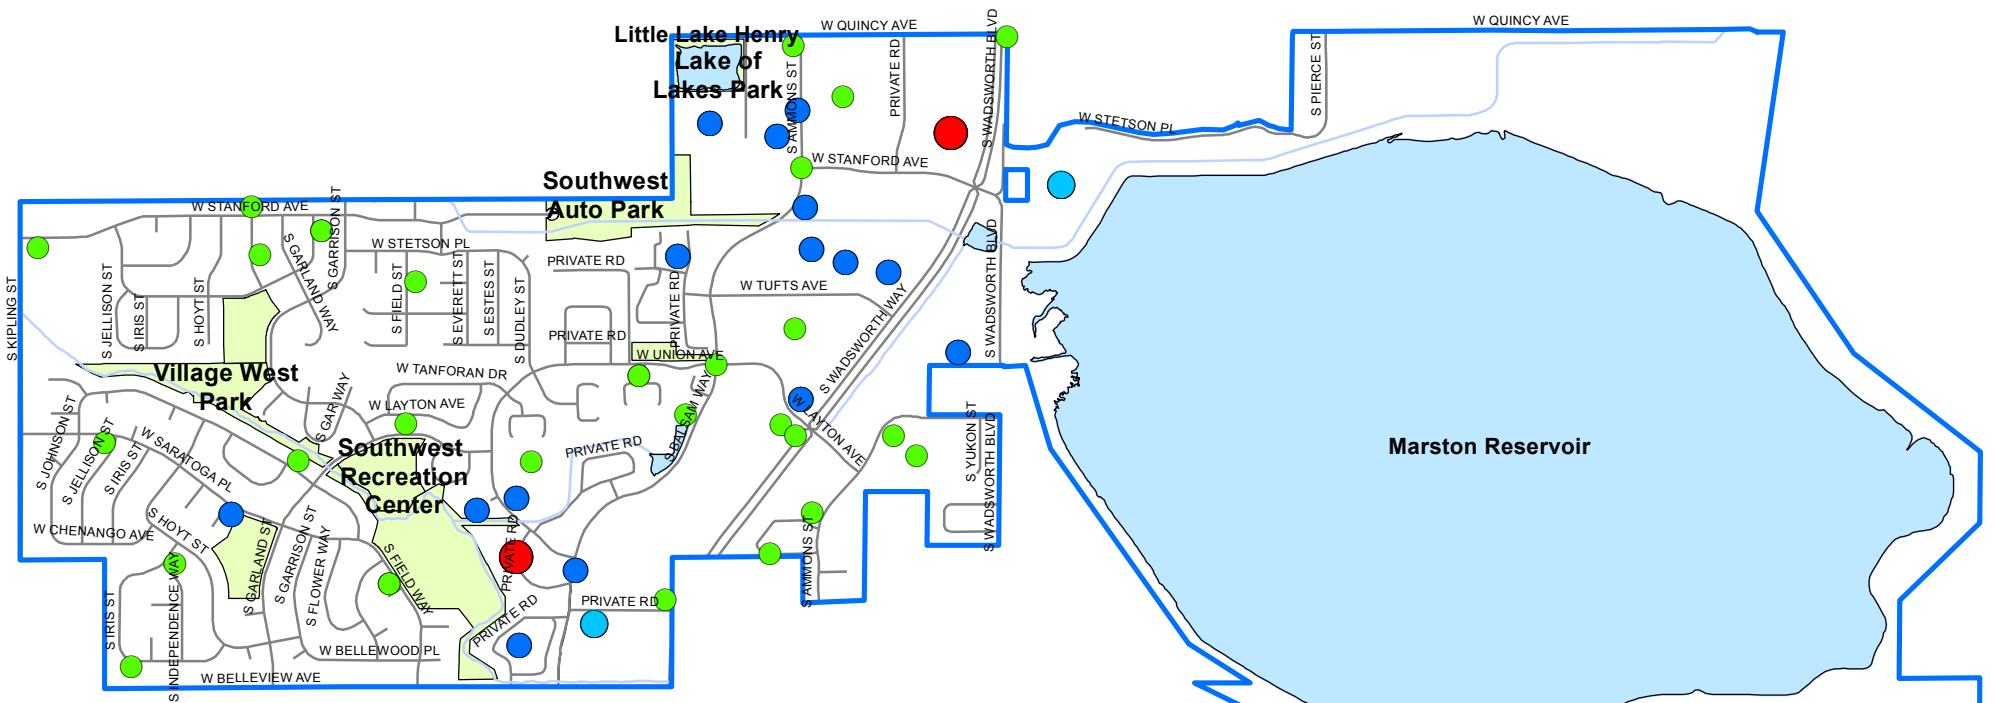 W QUINCY AVE
W QUINCY AVE
Little Lake Henry
Lake of
Lakes Park
S AMMONS ST
PRIVATE RD
S WADSWORTH BLVD
S PIERCE ST
W STETSON PL
W STANFORD AVE
Southwest
Auto Park
W STANFORD AVE
S GARRISON ST
W STETSON PL
S GARLAND WAY
PRIVATE RD
S KIPLING ST
S JELLISON ST
S IRIS ST
S HOYT ST
S FIELD ST
S EVERETT ST
S ESTES ST
S DUDLEY ST
PRIVATE RD
PRIVATE RD
W TUFTS AVE
S WADSWORTH WAY
S WADSWORTH BLVD
W UNION AVE
Village West
Park
W TANFORAN DR
S GAR WAY
W LAYTON AVE
S BALSAM WAY
W LAYTON AVE
S YUKON ST
S WADSWORTH BLVD
Marston Reservoir
S JOHNSON ST
S JELLISON ST
S IRIS ST
W SARATOGA PL
Southwest
Recreation
Center
PRIVATE RD
W CHENANGO AVE
S HOYT ST
S GARLAND ST
S GARRISON ST
S FLOWER WAY
S FIELD WAY
PRIVATE RD
S AMMONS ST
S IRIS ST
S INDEPENDENCE WAY
PRIVATE RD
PRIVATE RD
W BELLEWOOD PL
W BELLEVIEW AVE